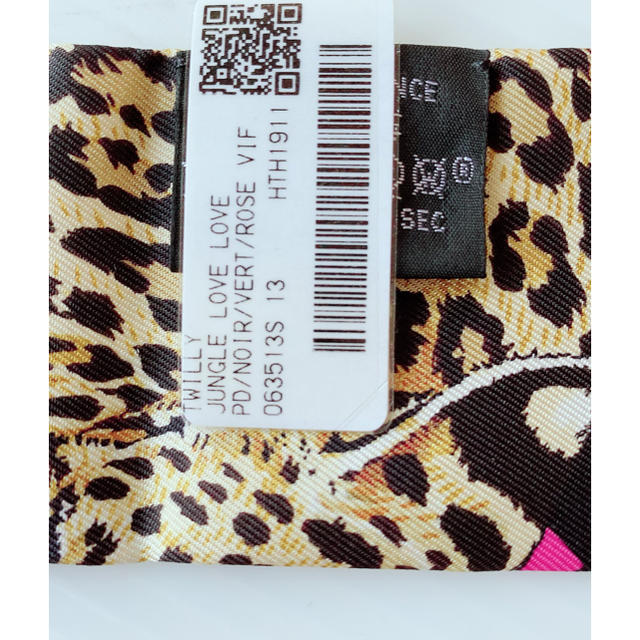 TWILLY
JUNGLE LOVE LOVE
PD/NOIR/VERT/ROSE VIF
063513S 13
HTH1911
NCE
®
SEC